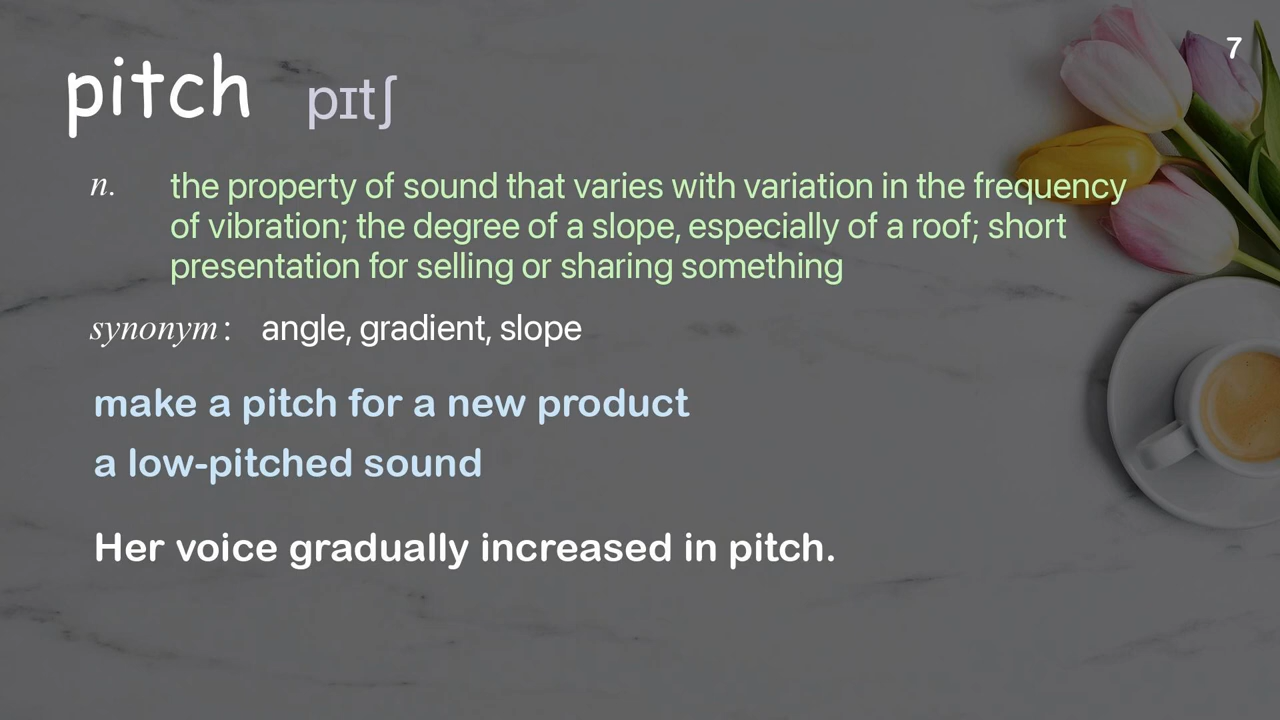 7
pitch pɪtʃ
n. the property of sound that varies with variation in the frequency
of vibration; the degree of a slope, especially of a roof; short
presentation for selling or sharing something
synonym: angle, gradient, slope
make a pitch for a new product
a low-pitched sound
Her voice gradually increased in pitch.